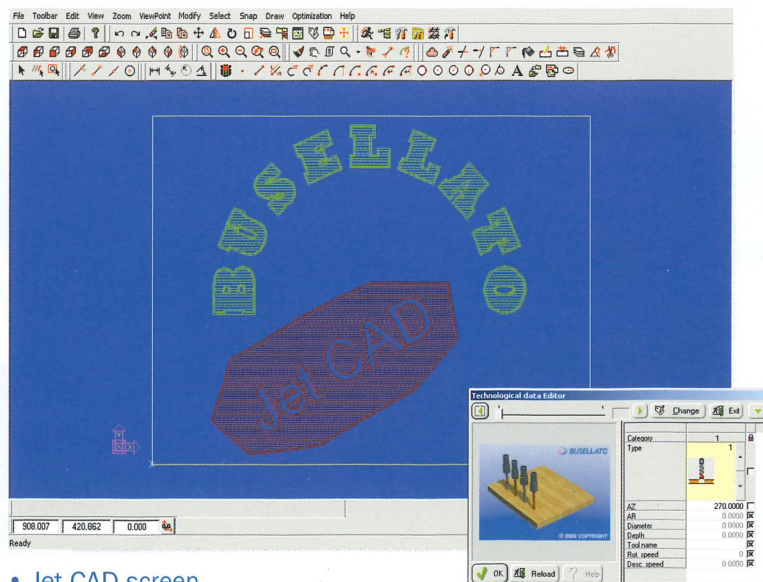 File Toolbar Edit View Zoom ViewPoint Modify Select Snap Draw Optimization Help
BUSELLATO
Jet CAD
Technological data Editor
Change Exit
BUSELLATO
© 2003 COPYRIGHT
OK Reload Help
Category 1
Type 1
AZ 270.0000
AR 0.0000
Diameter 0.0000
Depth 0.0000
Tool name
Rot. speed 0
Desc. speed 0.0000
908.007 420.862 0.000
Ready
• Jet CAD screen